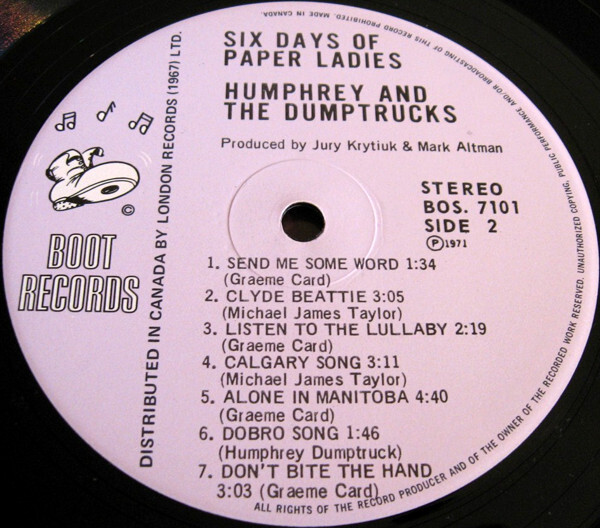 SIX DAYS OF
PAPER LADIES
HUMPHREY AND
THE DUMPTRUCKS
Produced by Jury Krytiuk & Mark Altman
STEREO
BOS. 7101
SIDE 2
Ⓟ1971
©
BOOT
RECORDS
DISTRIBUTED IN CANADA BY LONDON RECORDS (1967) LTD.
1. SEND ME SOME WORD 1:34
(Graeme Card)
2. CLYDE BEATTIE 3:05
(Michael James Taylor)
3. LISTEN TO THE LULLABY 2:19
(Graeme Card)
4. CALGARY SONG 3:11
(Michael James Taylor)
5. ALONE IN MANITOBA 4:40
(Graeme Card)
6. DOBRO SONG 1:46
(Humphrey Dumptruck)
7. DON'T BITE THE HAND
3:03 (Graeme Card)
ALL RIGHTS OF THE RECORD PRODUCER AND OF THE OWNER OF THE RECORDED WORK RESERVED. UNAUTHORIZED COPYING, PUBLIC PERFORMANCE AND/OR BROADCASTING OF THIS RECORD PROHIBITED. MADE IN CANADA.